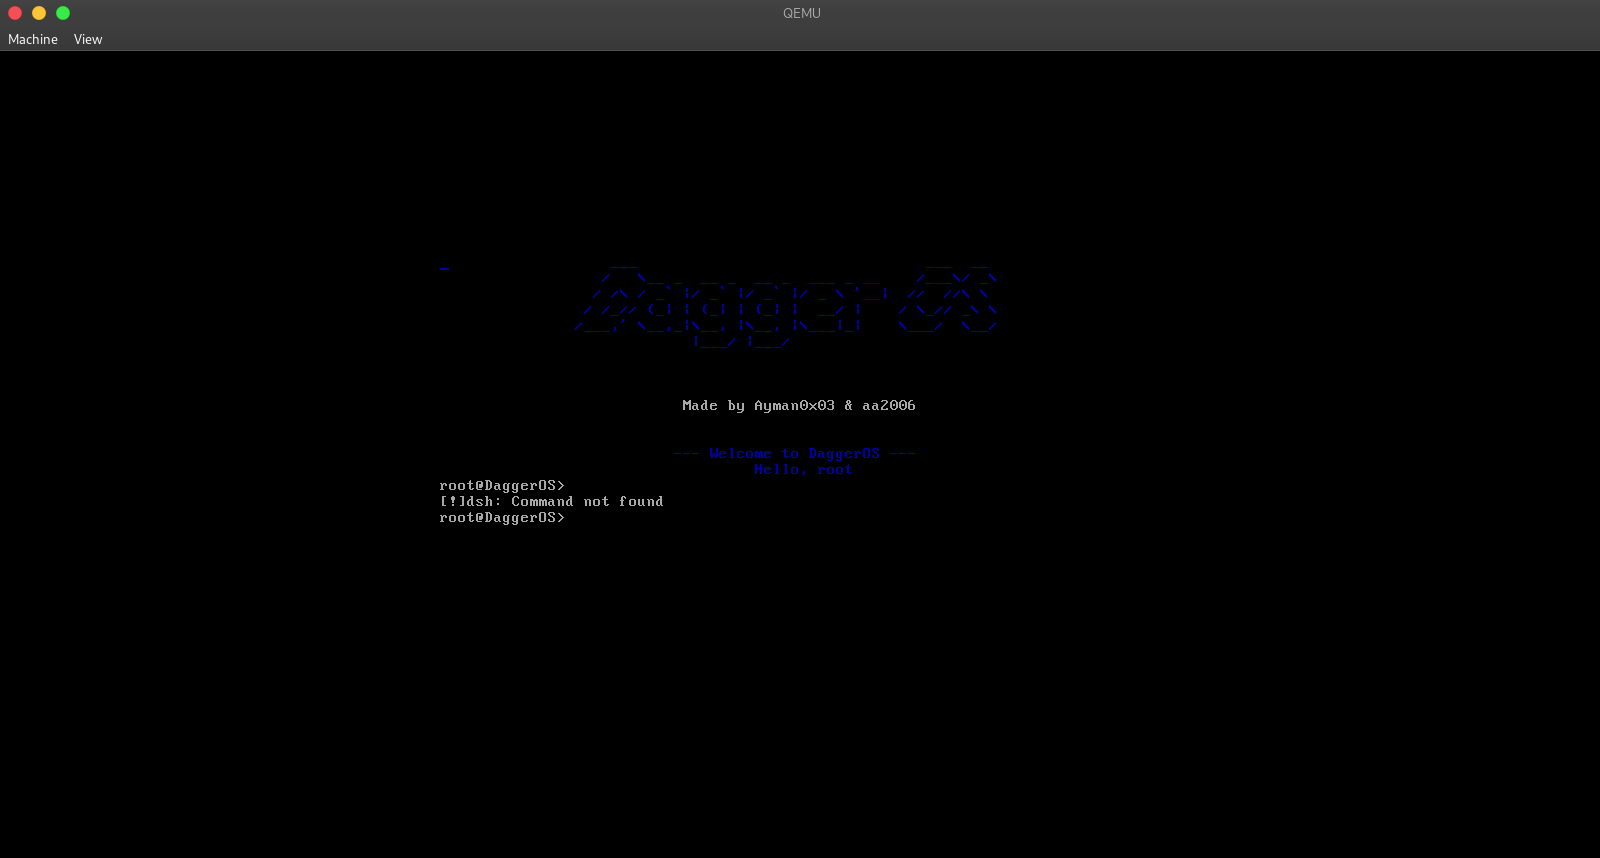 QEMU
Machine View
DaggerOS
Made by Ayman0x03 & aa2006
--- Welcome to DaggerOS ---
Hello, root
root@DaggerOS>
[!]dsh: Command not found
root@DaggerOS>